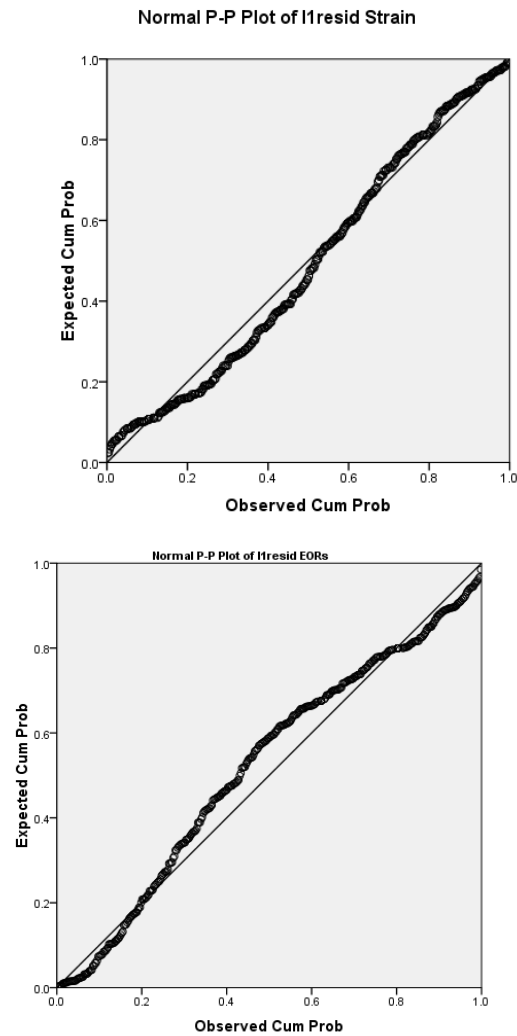 Normal P-P Plot of l1resid Strain
1.0
0.8
0.6
0.4
0.2
0.0
Expected Cum Prob
0.0 0.2 0.4 0.6 0.8 1.0
Observed Cum Prob
Normal P-P Plot of l1resid EORs
1.0
0.8
0.6
0.4
0.2
0.0
Expected Cum Prob
0.0 0.2 0.4 0.6 0.8 1.0
Observed Cum Prob